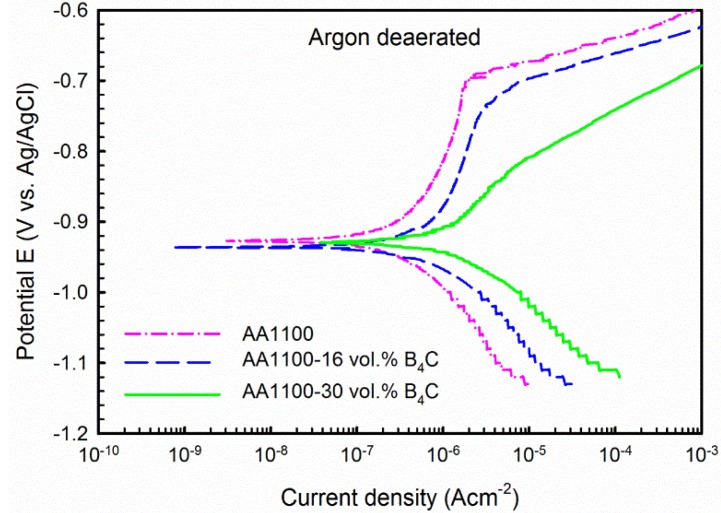 Argon deaerated
Potential E (V vs. Ag/AgCl)
-0.6
-0.7
-0.8
-0.9
-1.0
-1.1
-1.2
AA1100
AA1100-16 vol.% B₄C
AA1100-30 vol.% B₄C
10⁻¹⁰ 10⁻⁹ 10⁻⁸ 10⁻⁷ 10⁻⁶ 10⁻⁵ 10⁻⁴ 10⁻³
Current density (Acm⁻²)